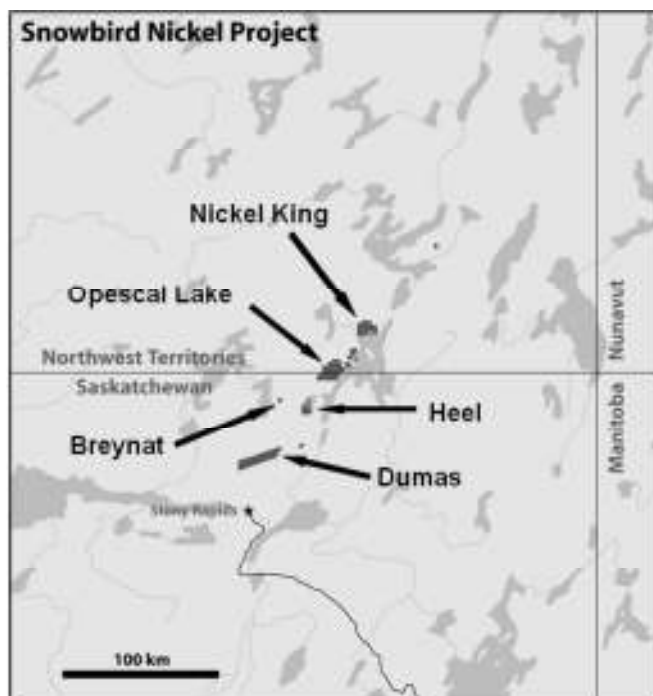 Snowbird Nickel Project
Nickel King
Opescal Lake
Northwest Territories
Saskatchewan
Nunavut
Manitoba
Breynat
Heel
Dumas
Stony Rapids
100 km